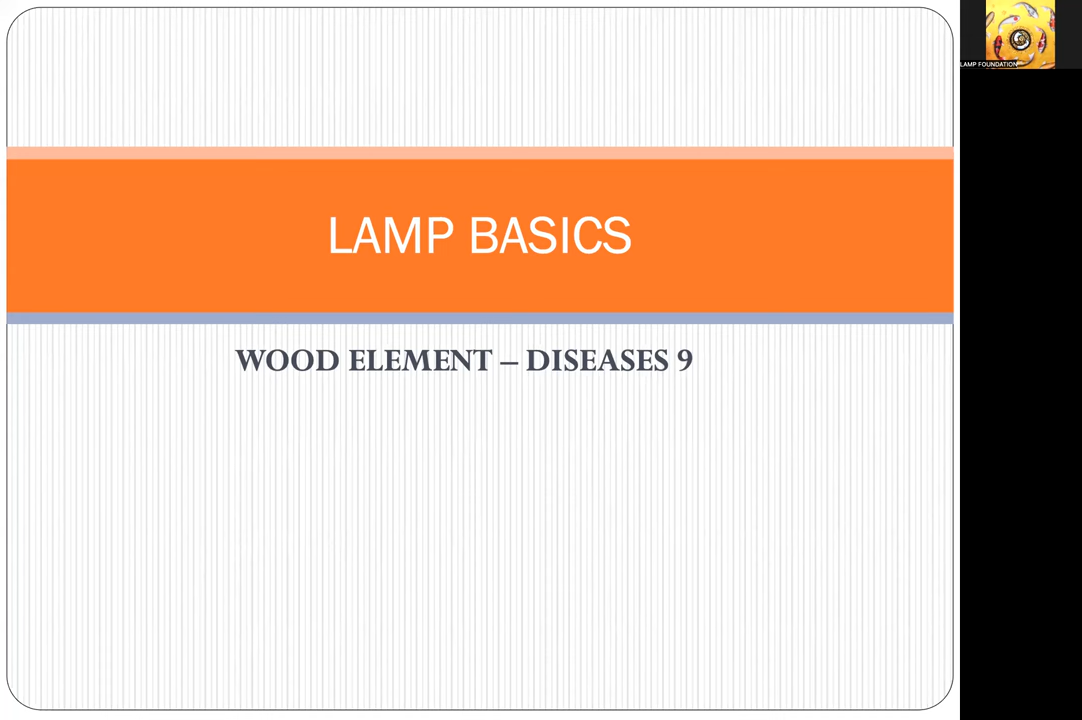 LAMP BASICS
WOOD ELEMENT – DISEASES 9
LAMP FOUNDATION